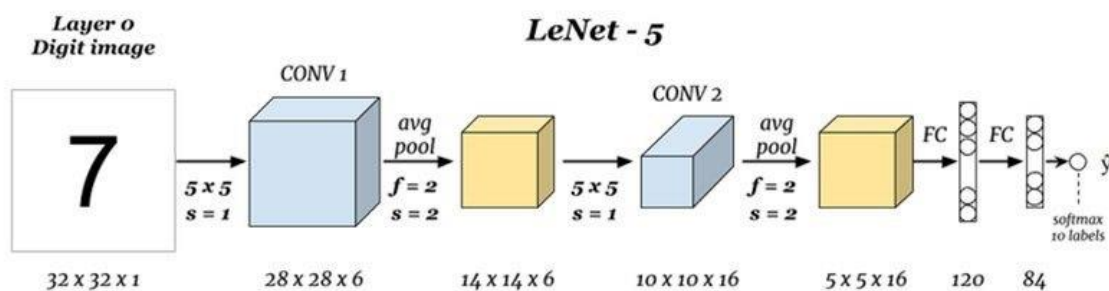 Layer 0
Digit image
LeNet - 5
7
CONV 1
CONV 2
avg
pool
avg
pool
FC
FC
5 x 5
s = 1
f = 2
s = 2
5 x 5
s = 1
f = 2
s = 2
ŷ
softmax
10 labels
32 x 32 x 1
28 x 28 x 6
14 x 14 x 6
10 x 10 x 16
5 x 5 x 16
120
84